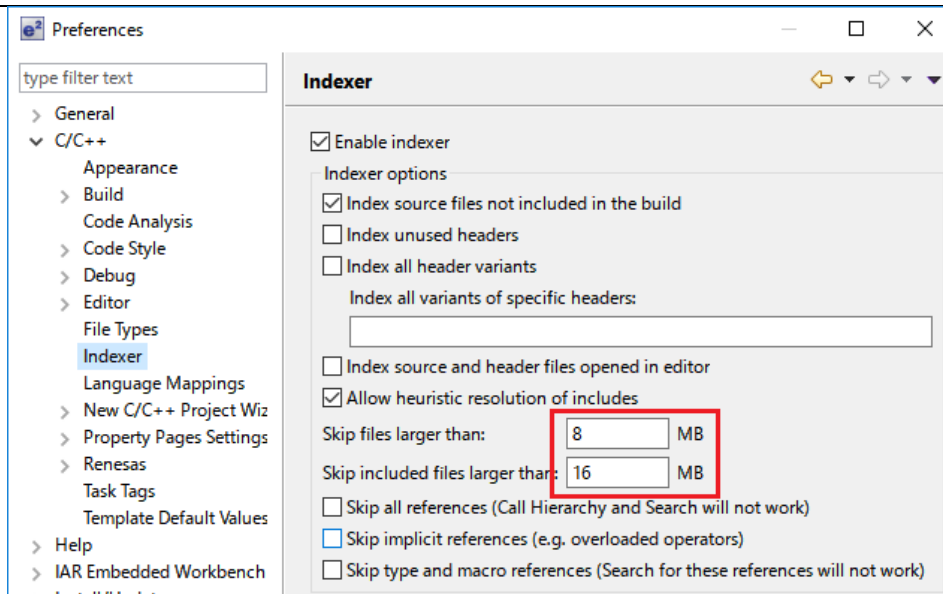 e² Preferences
type filter text
General
C/C++
Appearance
Build
Code Analysis
Code Style
Debug
Editor
File Types
Indexer
Language Mappings
New C/C++ Project Wiz
Property Pages Settings
Renesas
Task Tags
Template Default Values
Help
IAR Embedded Workbench
Indexer
Enable indexer
Indexer options
Index source files not included in the build
Index unused headers
Index all header variants
Index all variants of specific headers:
Index source and header files opened in editor
Allow heuristic resolution of includes
Skip files larger than: 8 MB
Skip included files larger than: 16 MB
Skip all references (Call Hierarchy and Search will not work)
Skip implicit references (e.g. overloaded operators)
Skip type and macro references (Search for these references will not work)